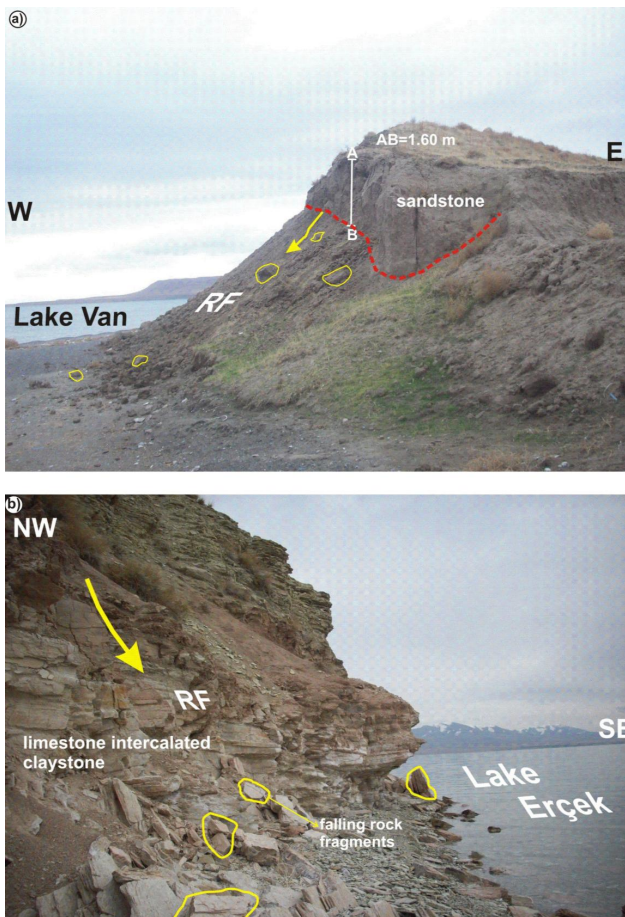 a)
AB=1.60 m
A
E
W
sandstone
B
RF
Lake Van
b)
NW
RF
SE
limestone intercalated
claystone
Lake
Erçek
falling rock
fragments